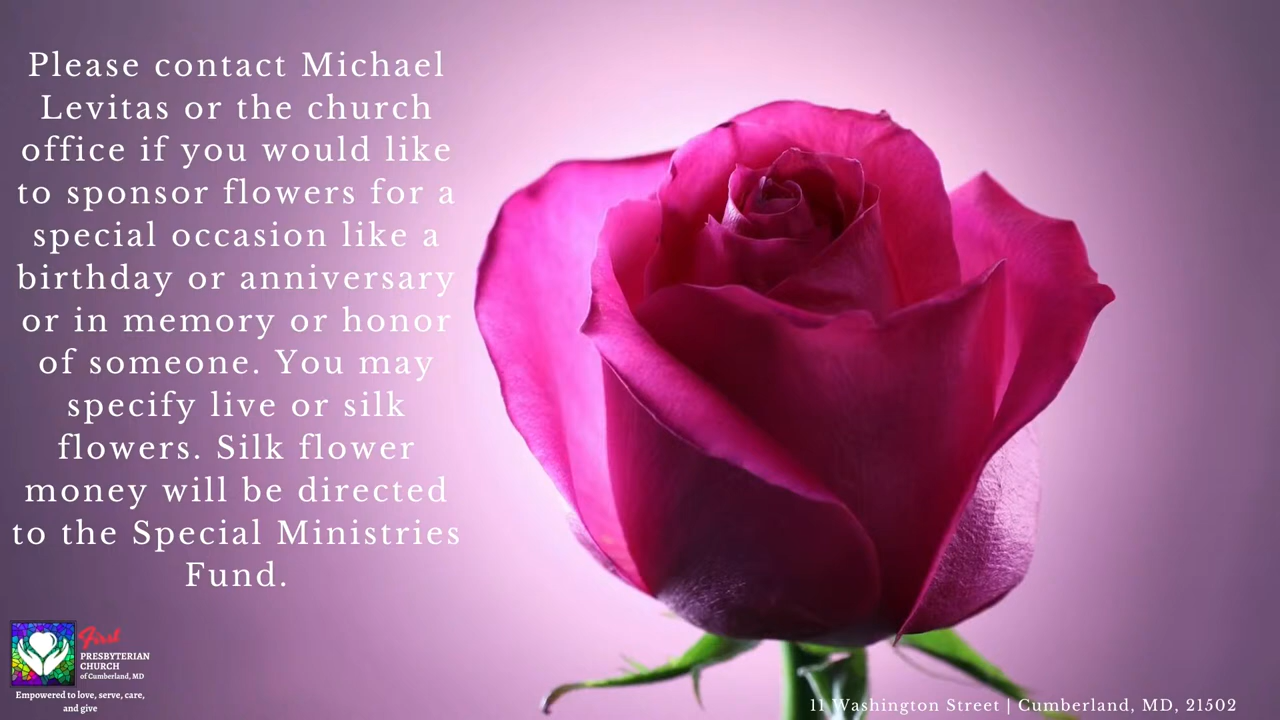 Please contact Michael
Levitas or the church
office if you would like
to sponsor flowers for a
special occasion like a
birthday or anniversary
or in memory or honor
of someone. You may
specify live or silk
flowers. Silk flower
money will be directed
to the Special Ministries
Fund.
First
PRESBYTERIAN
CHURCH
of Cumberland, MD
Empowered to love, serve, care,
and give
11 Washington Street | Cumberland, MD, 21502